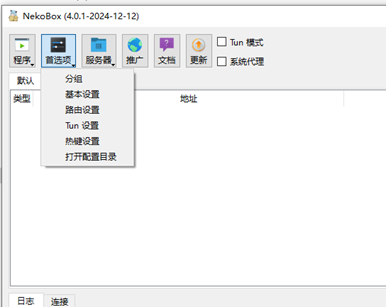 NekoBox (4.0.1-2024-12-12)
程序 首选项 服务器 推广 文档 更新 Tun 模式
系统代理
默认 分组
基本设置
类型 地址
路由设置
Tun 设置
热键设置
打开配置目录
日志 连接